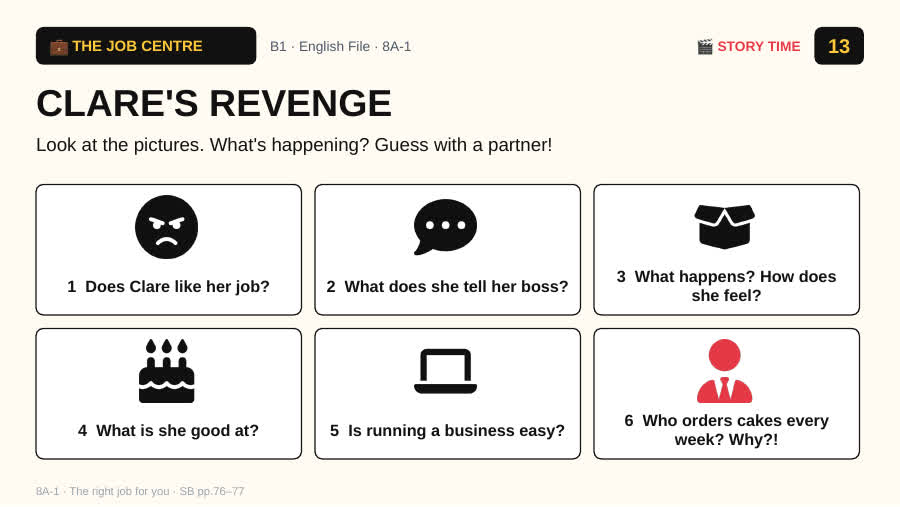 💼 THE JOB CENTRE
B1 · English File · 8A-1
🎬 STORY TIME
13
CLARE'S REVENGE
Look at the pictures. What's happening? Guess with a partner!
1 Does Clare like her job?
2 What does she tell her boss?
3 What happens? How does
she feel?
4 What is she good at?
5 Is running a business easy?
6 Who orders cakes every
week? Why?!
8A-1 · The right job for you · SB pp.76–77